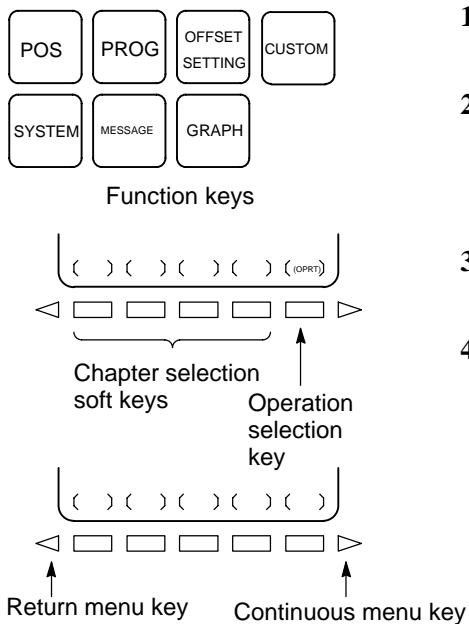 POS PROG OFFSET SETTING CUSTOM
SYSTEM MESSAGE GRAPH
Function keys
( ) ( ) ( ) ( ) ((OPRT))
Chapter selection
soft keys
Operation
selection
key
( ) ( ) ( ) ( ) ( )
Return menu key
Continuous menu key
1
2
3
4